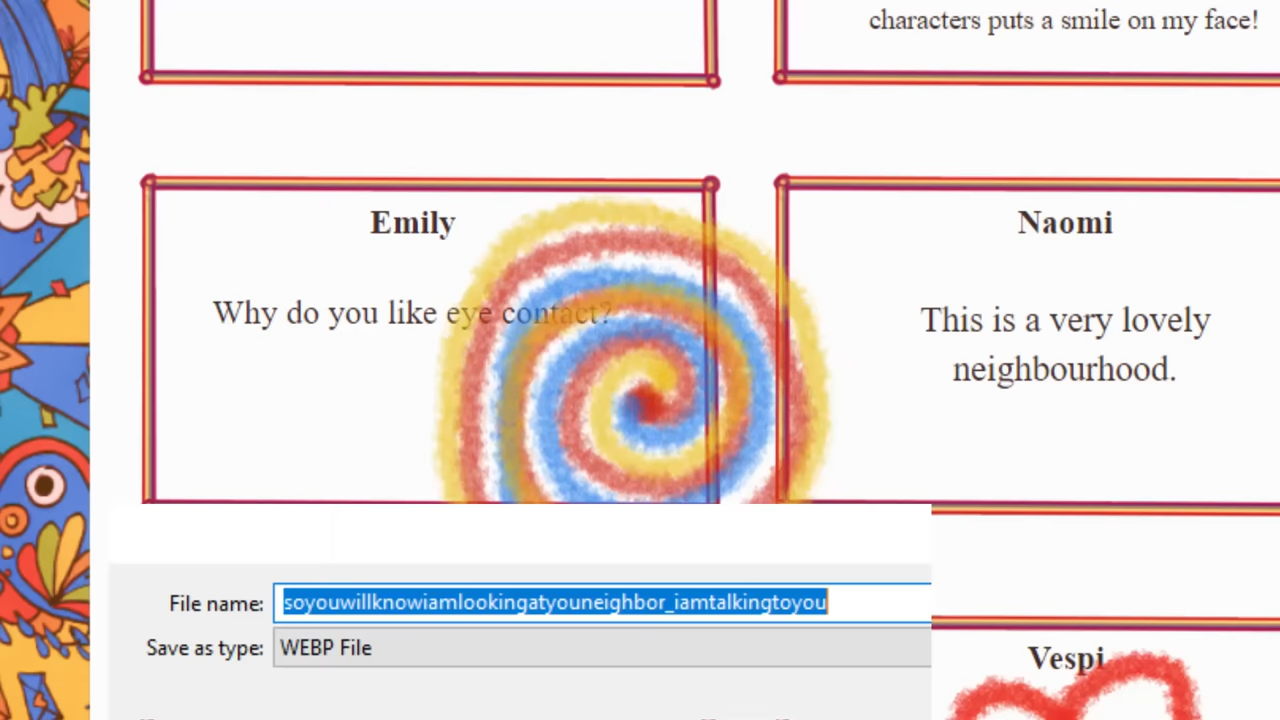 characters puts a smile on my face!
Emily
Why do you like eye contact?
Naomi
This is a very lovely
neighbourhood.
File name: soyouwillknowiamlookingatyouneighbor_iamtalkingtoyou
Save as type: WEBP File
Vespi